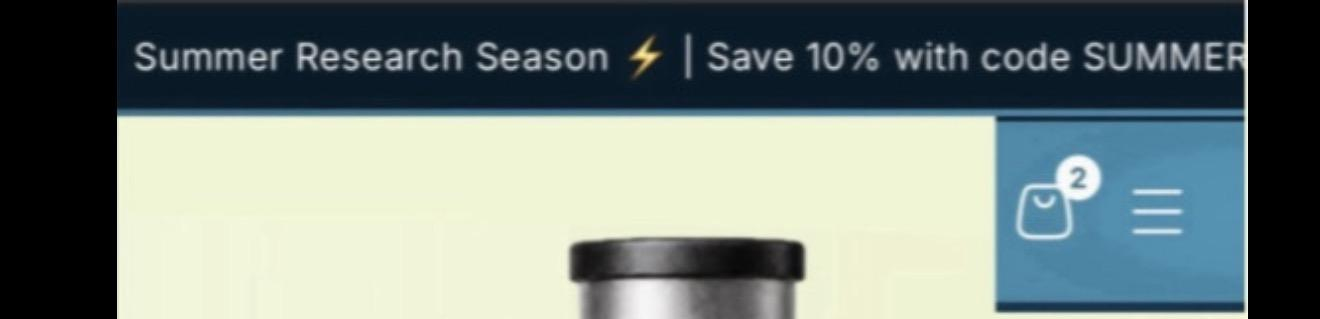 Summer Research Season ⚡ | Save 10% with code SUMMER
2